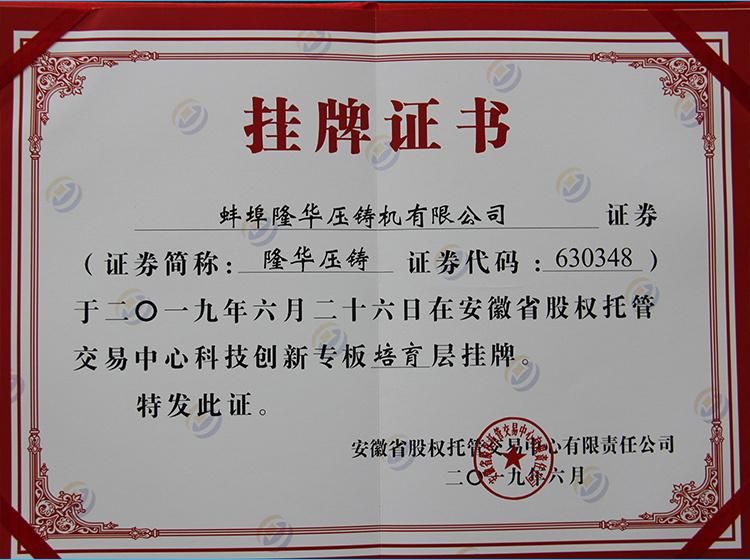 挂牌证书
蚌埠隆华压铸机有限公司 证券
（证券简称：隆华压铸 证券代码：630348）
于二〇一九年六月二十六日在安徽省股权托管
交易中心科技创新专板培育层挂牌。
特发此证。
安徽省股权托管交易中心有限责任公司
二〇一九年六月